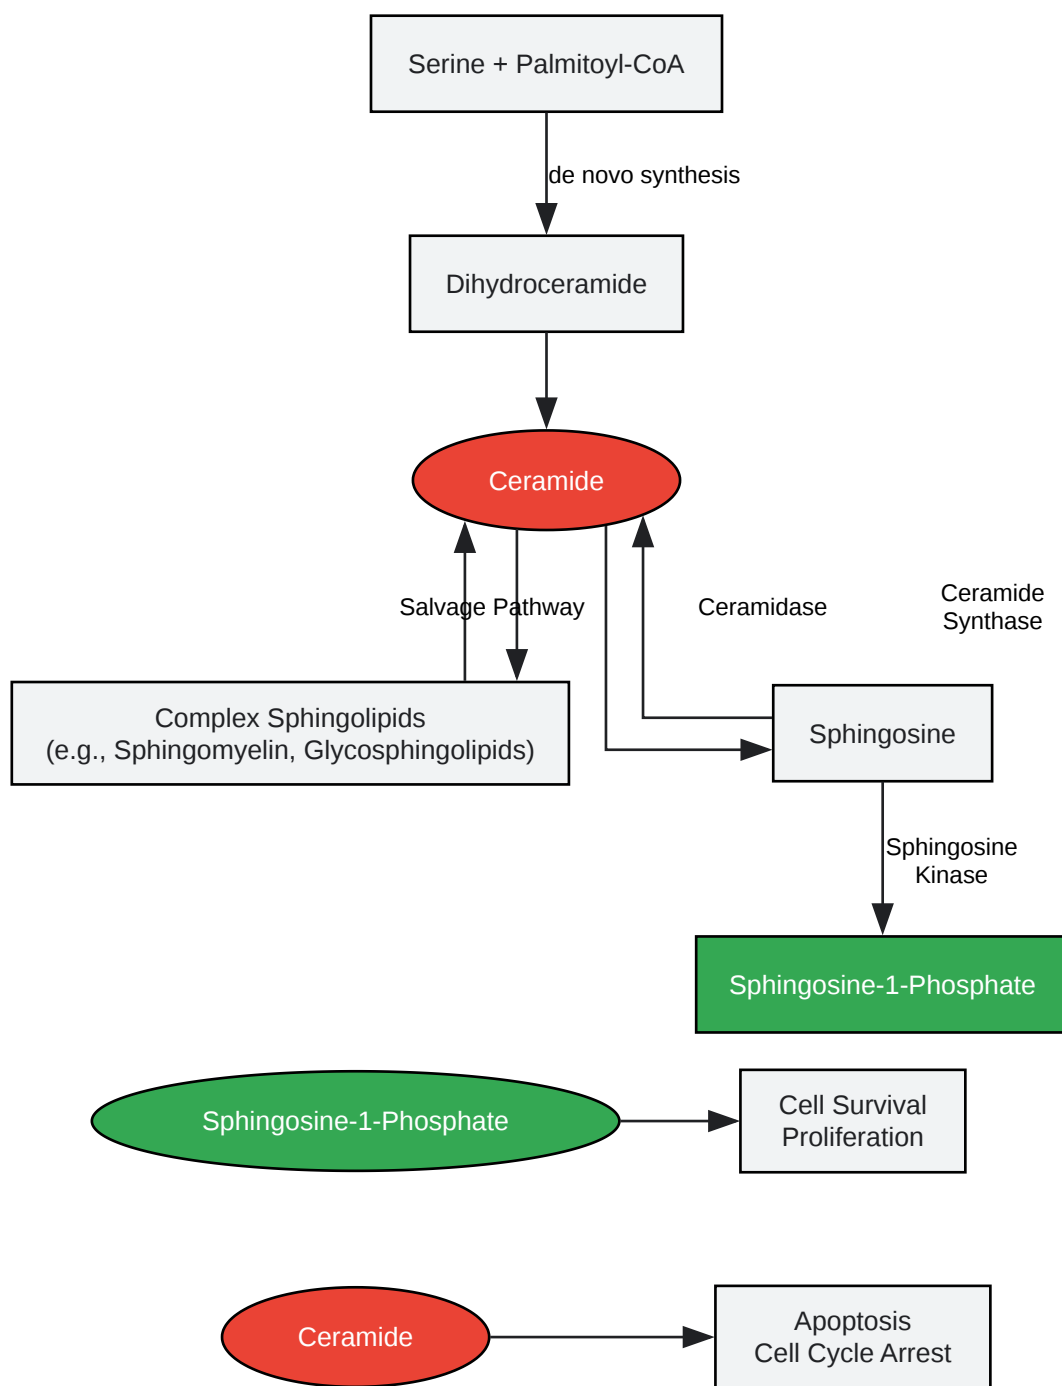 Serine + Palmitoyl-CoA
de novo synthesis
Dihydroceramide
Ceramide
Salvage Pathway
Ceramidase
Ceramide
Synthase
Complex Sphingolipids
(e.g., Sphingomyelin, Glycosphingolipids)
Sphingosine
Sphingosine
Kinase
Sphingosine-1-Phosphate
Sphingosine-1-Phosphate
Cell Survival
Proliferation
Ceramide
Apoptosis
Cell Cycle Arrest